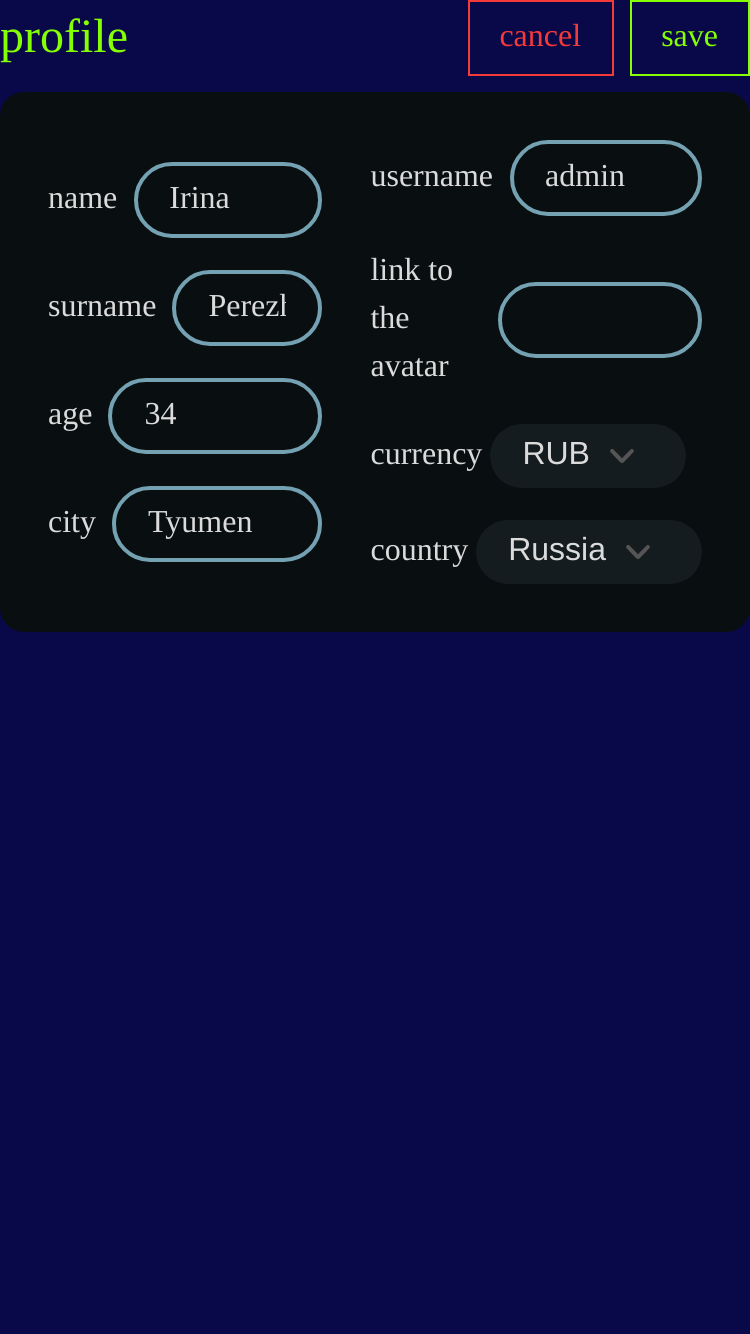 profile
cancel
save
name
Irina
surname
age
34
city
Tyumen
username
admin
link to
the
avatar
currency
RUB
country
Russia